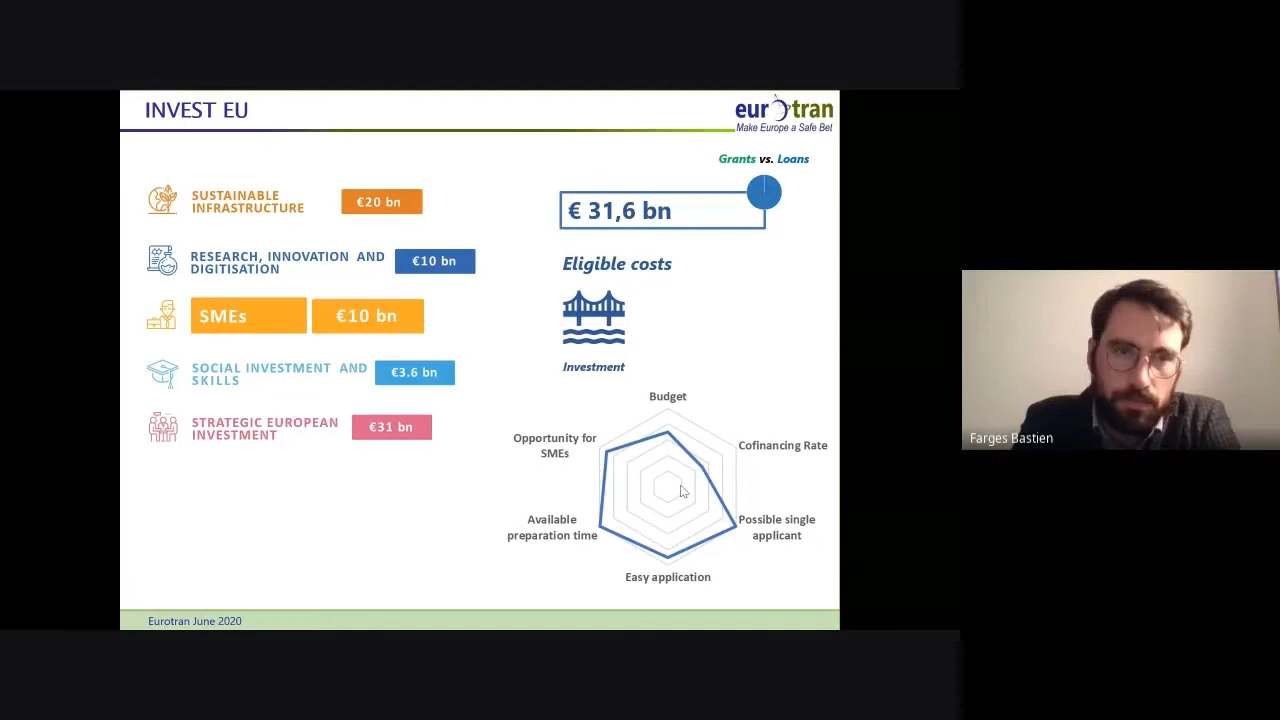 INVEST EU
eur tran
Make Europe a Safe Bet
Grants vs. Loans
SUSTAINABLE
INFRASTRUCTURE
€20 bn
RESEARCH, INNOVATION AND
DIGITISATION
€10 bn
SMEs
€10 bn
SOCIAL INVESTMENT AND
SKILLS
€3.6 bn
STRATEGIC EUROPEAN
INVESTMENT
€31 bn
€ 31,6 bn
Eligible costs
Investment
Budget
Cofinancing Rate
Possible single
applicant
Easy application
Available
preparation time
Opportunity for
SMEs
Eurotran June 2020
Farges Bastien